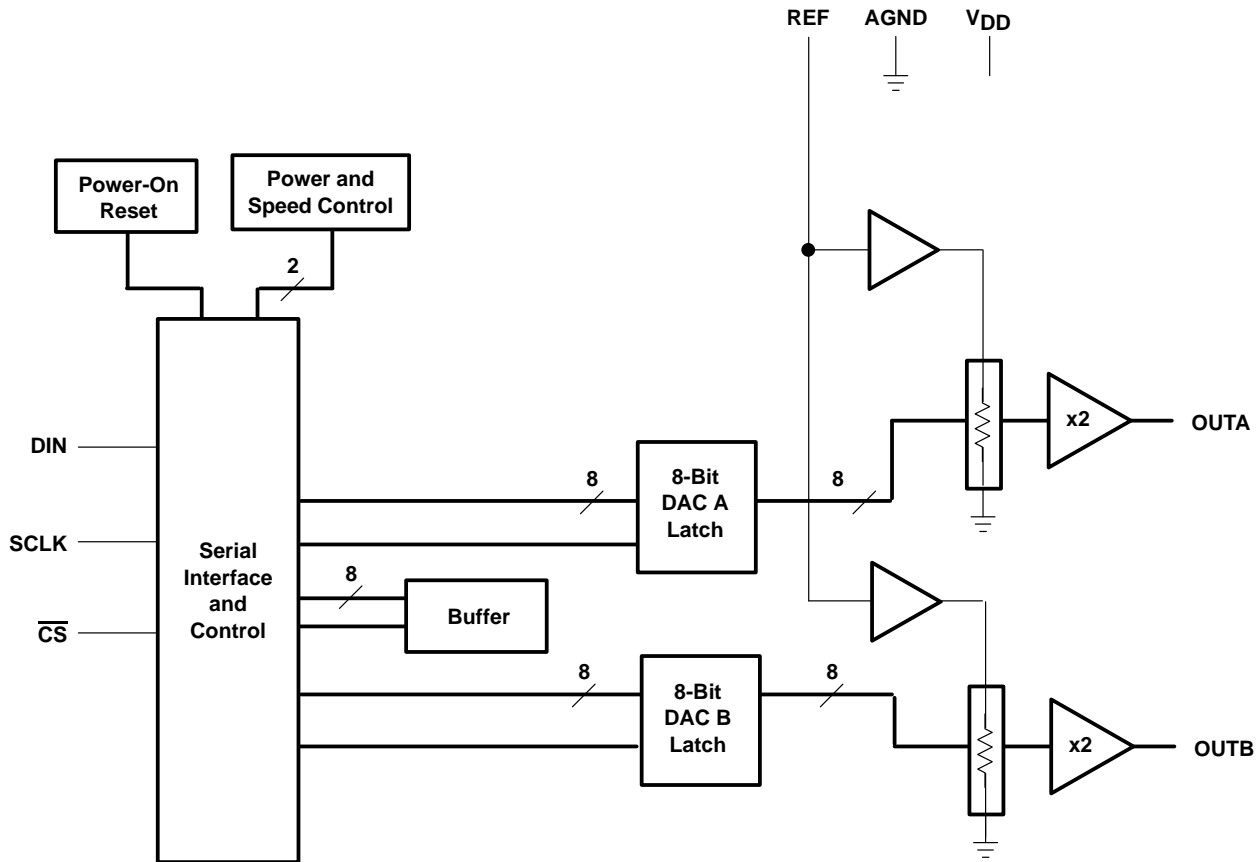 REF AGND VDD
Power-On
Reset
Power and
Speed Control
2
x2
OUTA
DIN
8
8-Bit
DAC A
Latch
8
SCLK
Serial
Interface
and
Control
8
Buffer
CS
8
8-Bit
DAC B
Latch
8
x2
OUTB